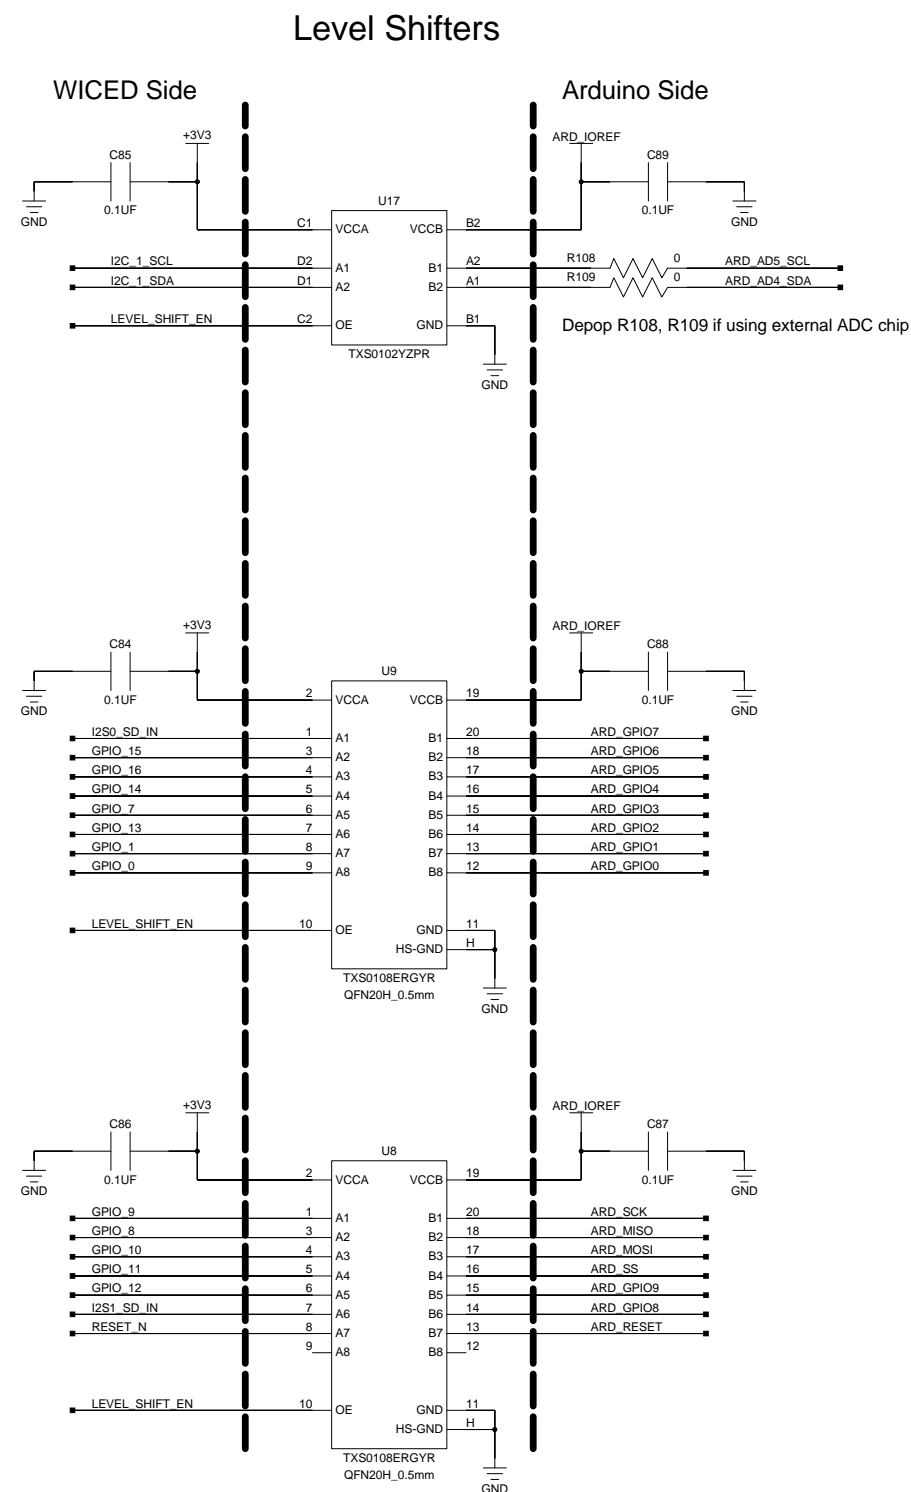 Level Shifters
WICED Side Arduino Side
+3V3 ARD_IOREF
C85 C89
0.1UF 0.1UF
GND GND
U17
C1 VCCA VCCB B2
I2C_1_SCL D2 A1 B1 A2 R108 0 ARD_AD5_SCL
I2C_1_SDA D1 A2 B2 A1 R109 0 ARD_AD4_SDA
LEVEL_SHIFT_EN C2 OE GND B1 Depop R108, R109 if using external ADC chip
TXS0102YZPR
GND
+3V3 ARD_IOREF
C84 C88
0.1UF 0.1UF
GND GND
U9
2 VCCA VCCB 19
I2S0_SD_IN 1 A1 B1 20 ARD_GPIO7
GPIO_15 3 A2 B2 18 ARD_GPIO6
GPIO_16 4 A3 B3 17 ARD_GPIO5
GPIO_14 5 A4 B4 16 ARD_GPIO4
GPIO_7 6 A5 B5 15 ARD_GPIO3
GPIO_13 7 A6 B6 14 ARD_GPIO2
GPIO_1 8 A7 B7 13 ARD_GPIO1
GPIO_0 9 A8 B8 12 ARD_GPIO0
LEVEL_SHIFT_EN 10 OE GND 11
HS-GND H
TXS0108ERGYR
QFN20H_0.5mm
GND
+3V3 ARD_IOREF
C86 C87
0.1UF 0.1UF
GND GND
U8
2 VCCA VCCB 19
GPIO_9 1 A1 B1 20 ARD_SCK
GPIO_8 3 A2 B2 18 ARD_MISO
GPIO_10 4 A3 B3 17 ARD_MOSI
GPIO_11 5 A4 B4 16 ARD_SS
GPIO_12 6 A5 B5 15 ARD_GPIO9
I2S1_SD_IN 7 A6 B6 14 ARD_GPIO8
RESET_N 8 A7 B7 13 ARD_RESET
9 A8 B8 12
LEVEL_SHIFT_EN 10 OE GND 11
HS-GND H
TXS0108ERGYR
QFN20H_0.5mm
GND